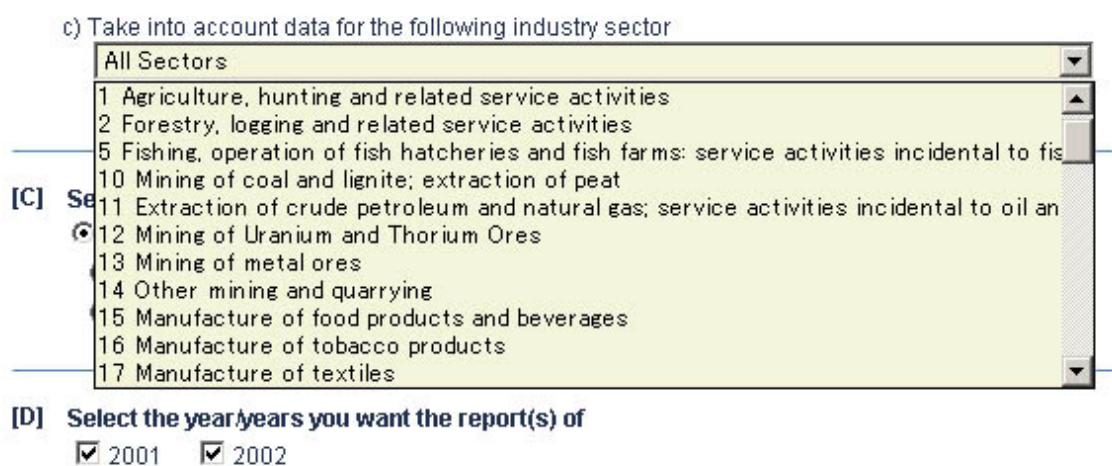 c) Take into account data for the following industry sector
All Sectors
1 Agriculture, hunting and related service activities
2 Forestry, logging and related service activities
5 Fishing, operation of fish hatcheries and fish farms: service activities incidental to fis
10 Mining of coal and lignite; extraction of peat
[C] Se
11 Extraction of crude petroleum and natural gas; service activities incidental to oil an
12 Mining of Uranium and Thorium Ores
13 Mining of metal ores
14 Other mining and quarrying
15 Manufacture of food products and beverages
16 Manufacture of tobacco products
17 Manufacture of textiles
[D] Select the year/years you want the report(s) of
2001 2002